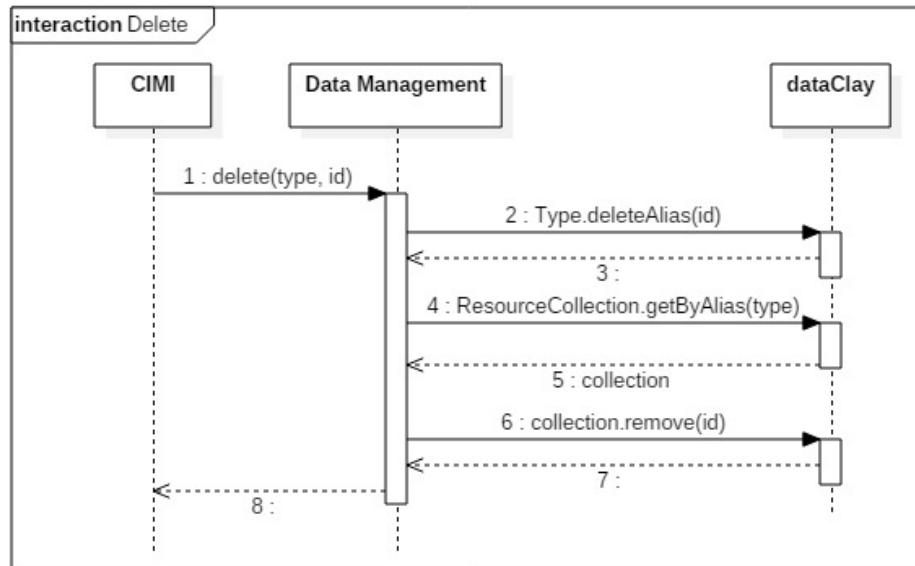 interaction Delete
CIMI
Data Management
dataClay
1 : delete(type, id)
2 : Type.deleteAlias(id)
3 :
4 : ResourceCollection.getByAlias(type)
5 : collection
6 : collection.remove(id)
7 :
8 :